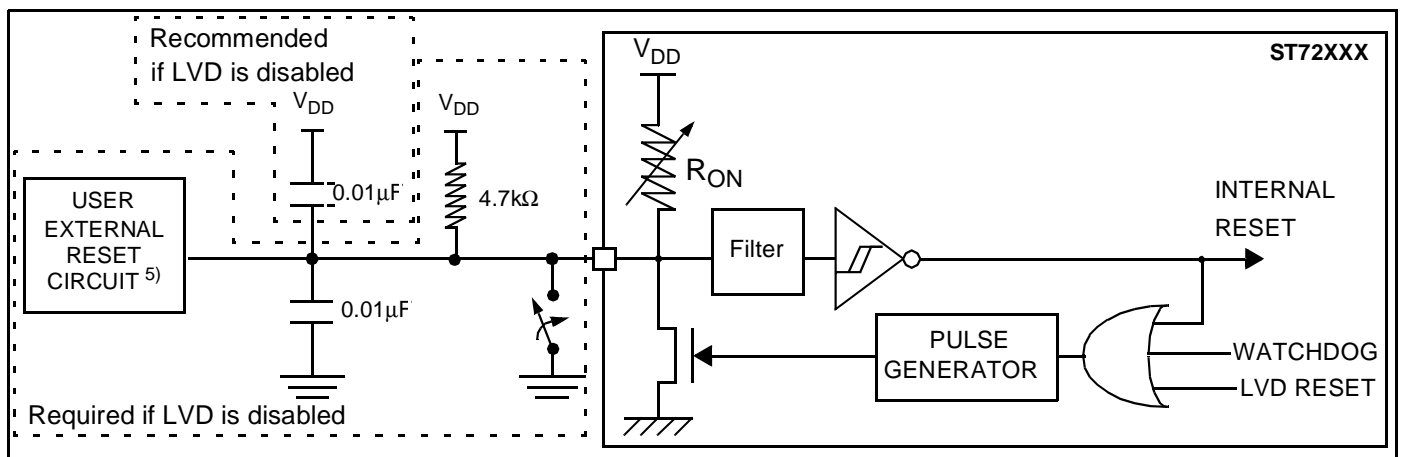 Recommended
if LVD is disabled
VDD
VDD
0.01μF
4.7kΩ
USER
EXTERNAL
RESET
CIRCUIT 5)
0.01μF
Required if LVD is disabled
ST72XXX
VDD
RON
Filter
INTERNAL
RESET
PULSE
GENERATOR
WATCHDOG
LVD RESET